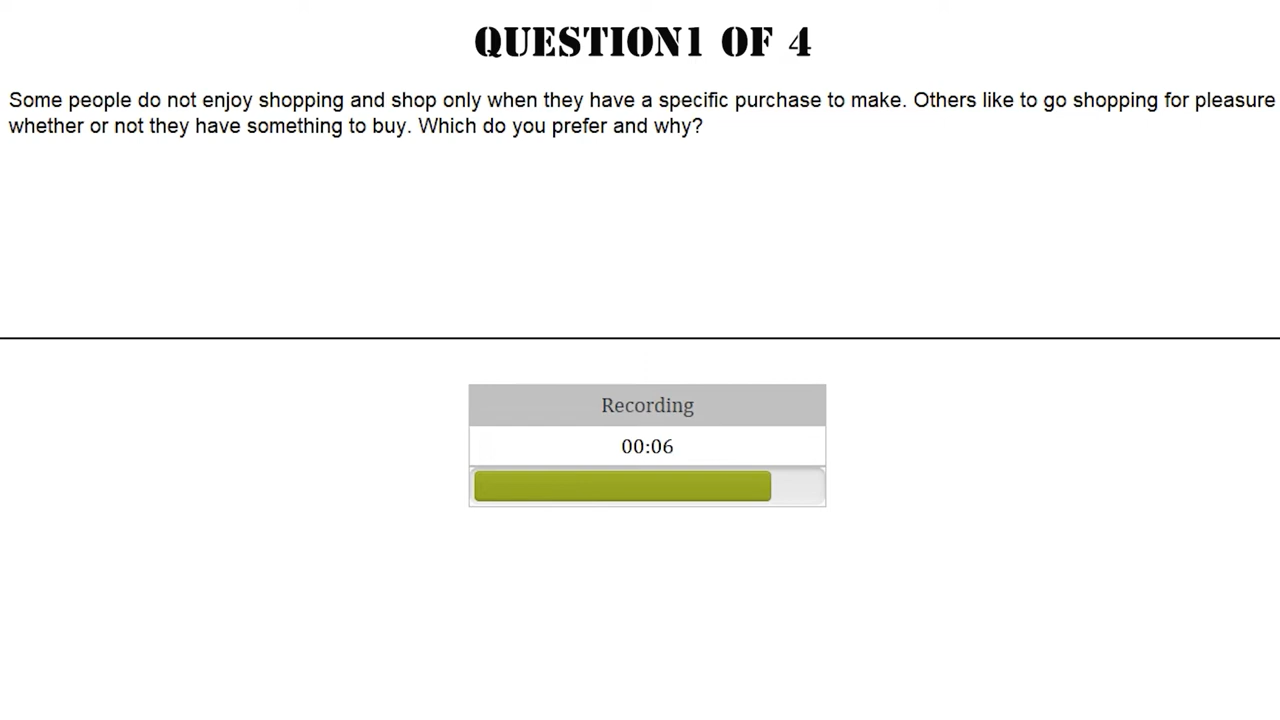 QUESTION1 OF 4
Some people do not enjoy shopping and shop only when they have a specific purchase to make. Others like to go shopping for pleasure
whether or not they have something to buy. Which do you prefer and why?
Recording
00:06